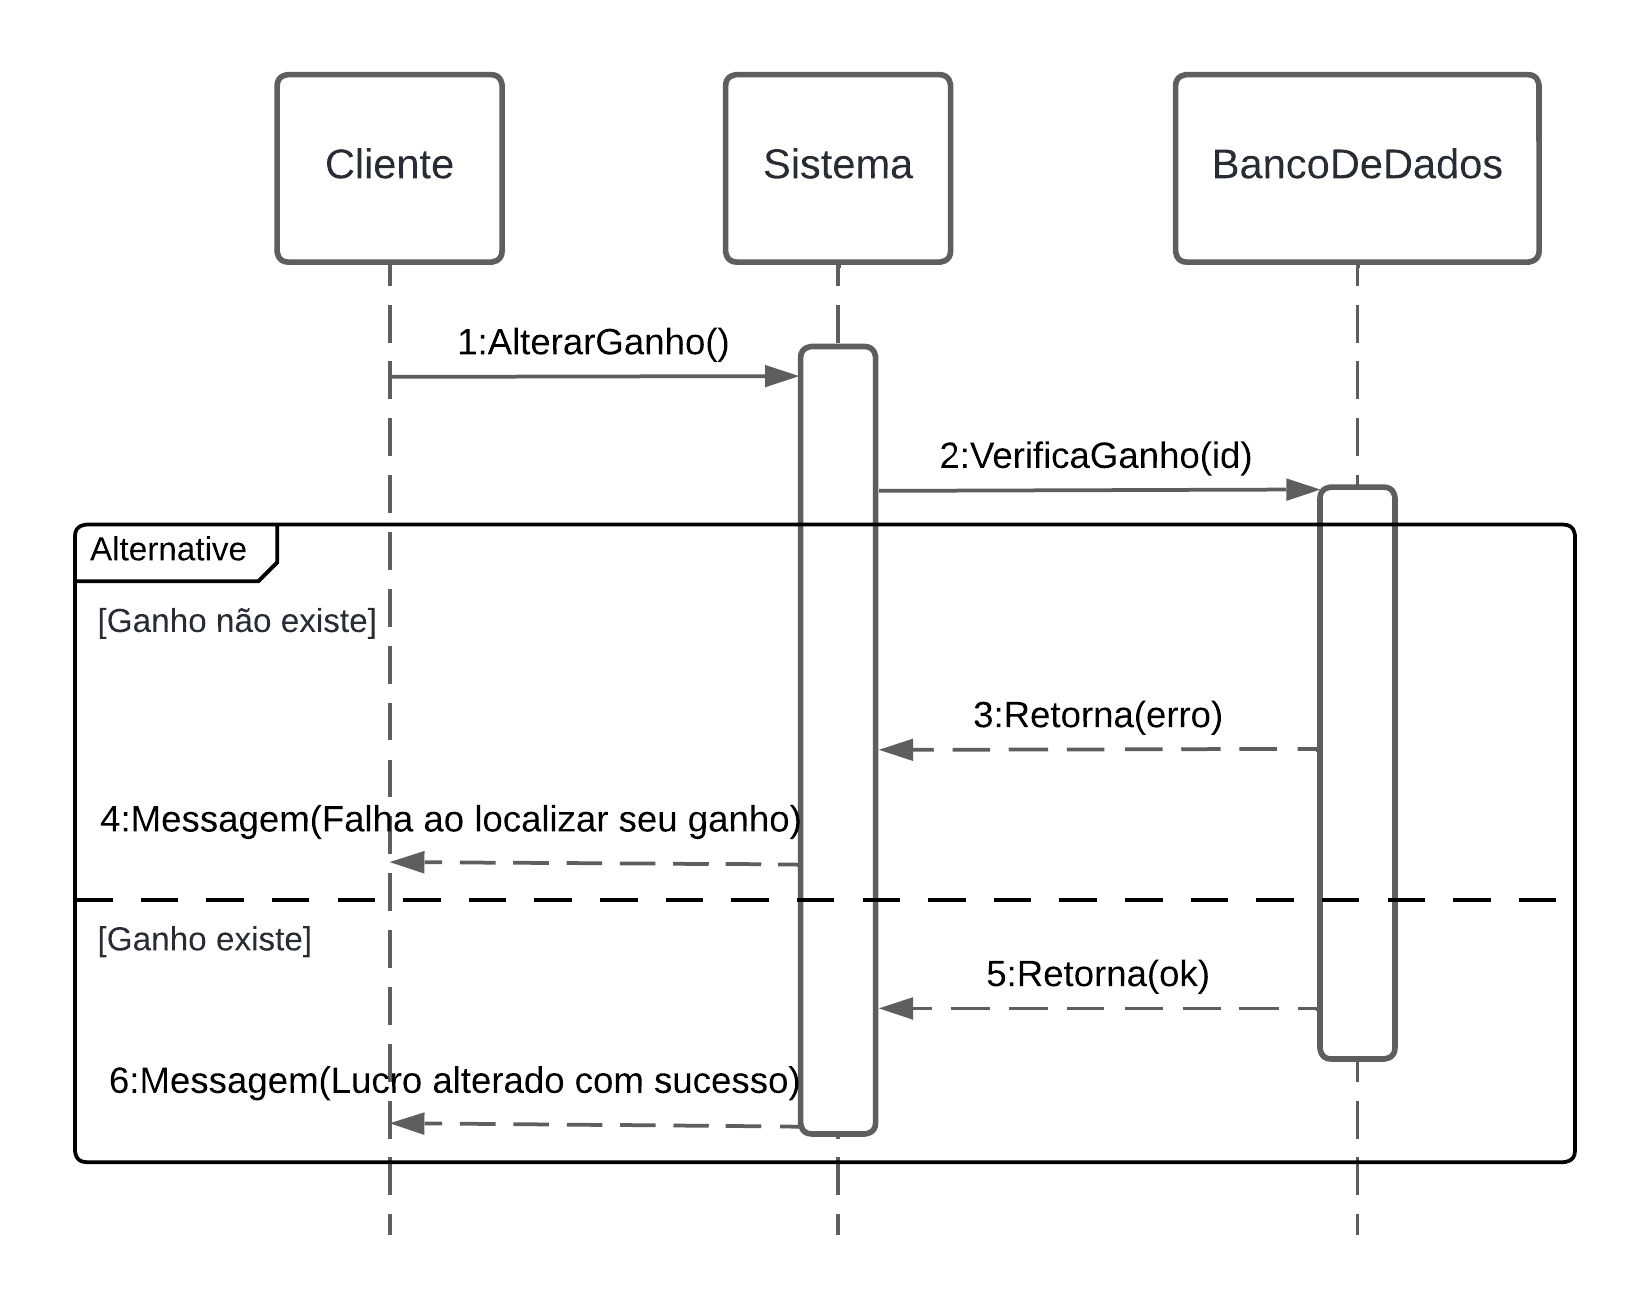 Cliente
Sistema
BancoDeDados
1:AlterarGanho()
2:VerificaGanho(id)
Alternative
[Ganho não existe]
3:Retorna(erro)
4:Messagem(Falha ao localizar seu ganho)
[Ganho existe]
5:Retorna(ok)
6:Messagem(Lucro alterado com sucesso)